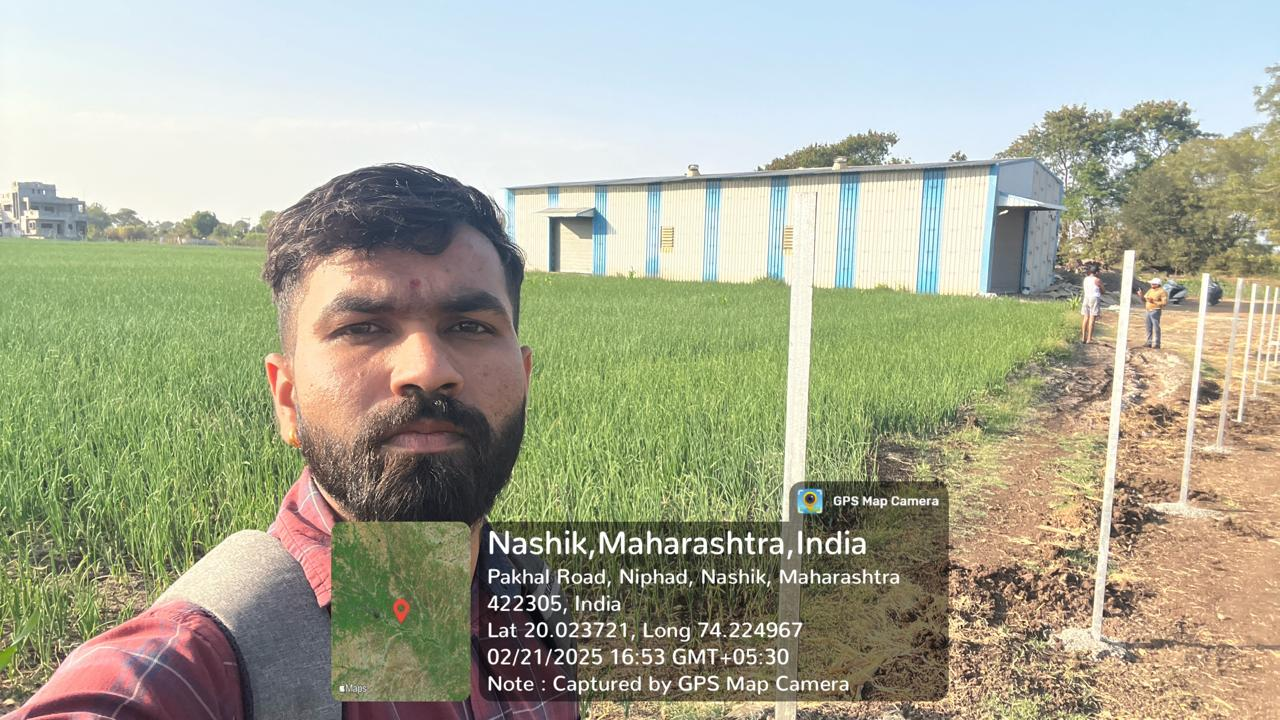 GPS Map Camera
Nashik,Maharashtra,India
Pakhal Road, Niphad, Nashik, Maharashtra
422305, India
Lat 20.023721, Long 74.224967
02/21/2025 16:53 GMT+05:30
Note : Captured by GPS Map Camera
Maps